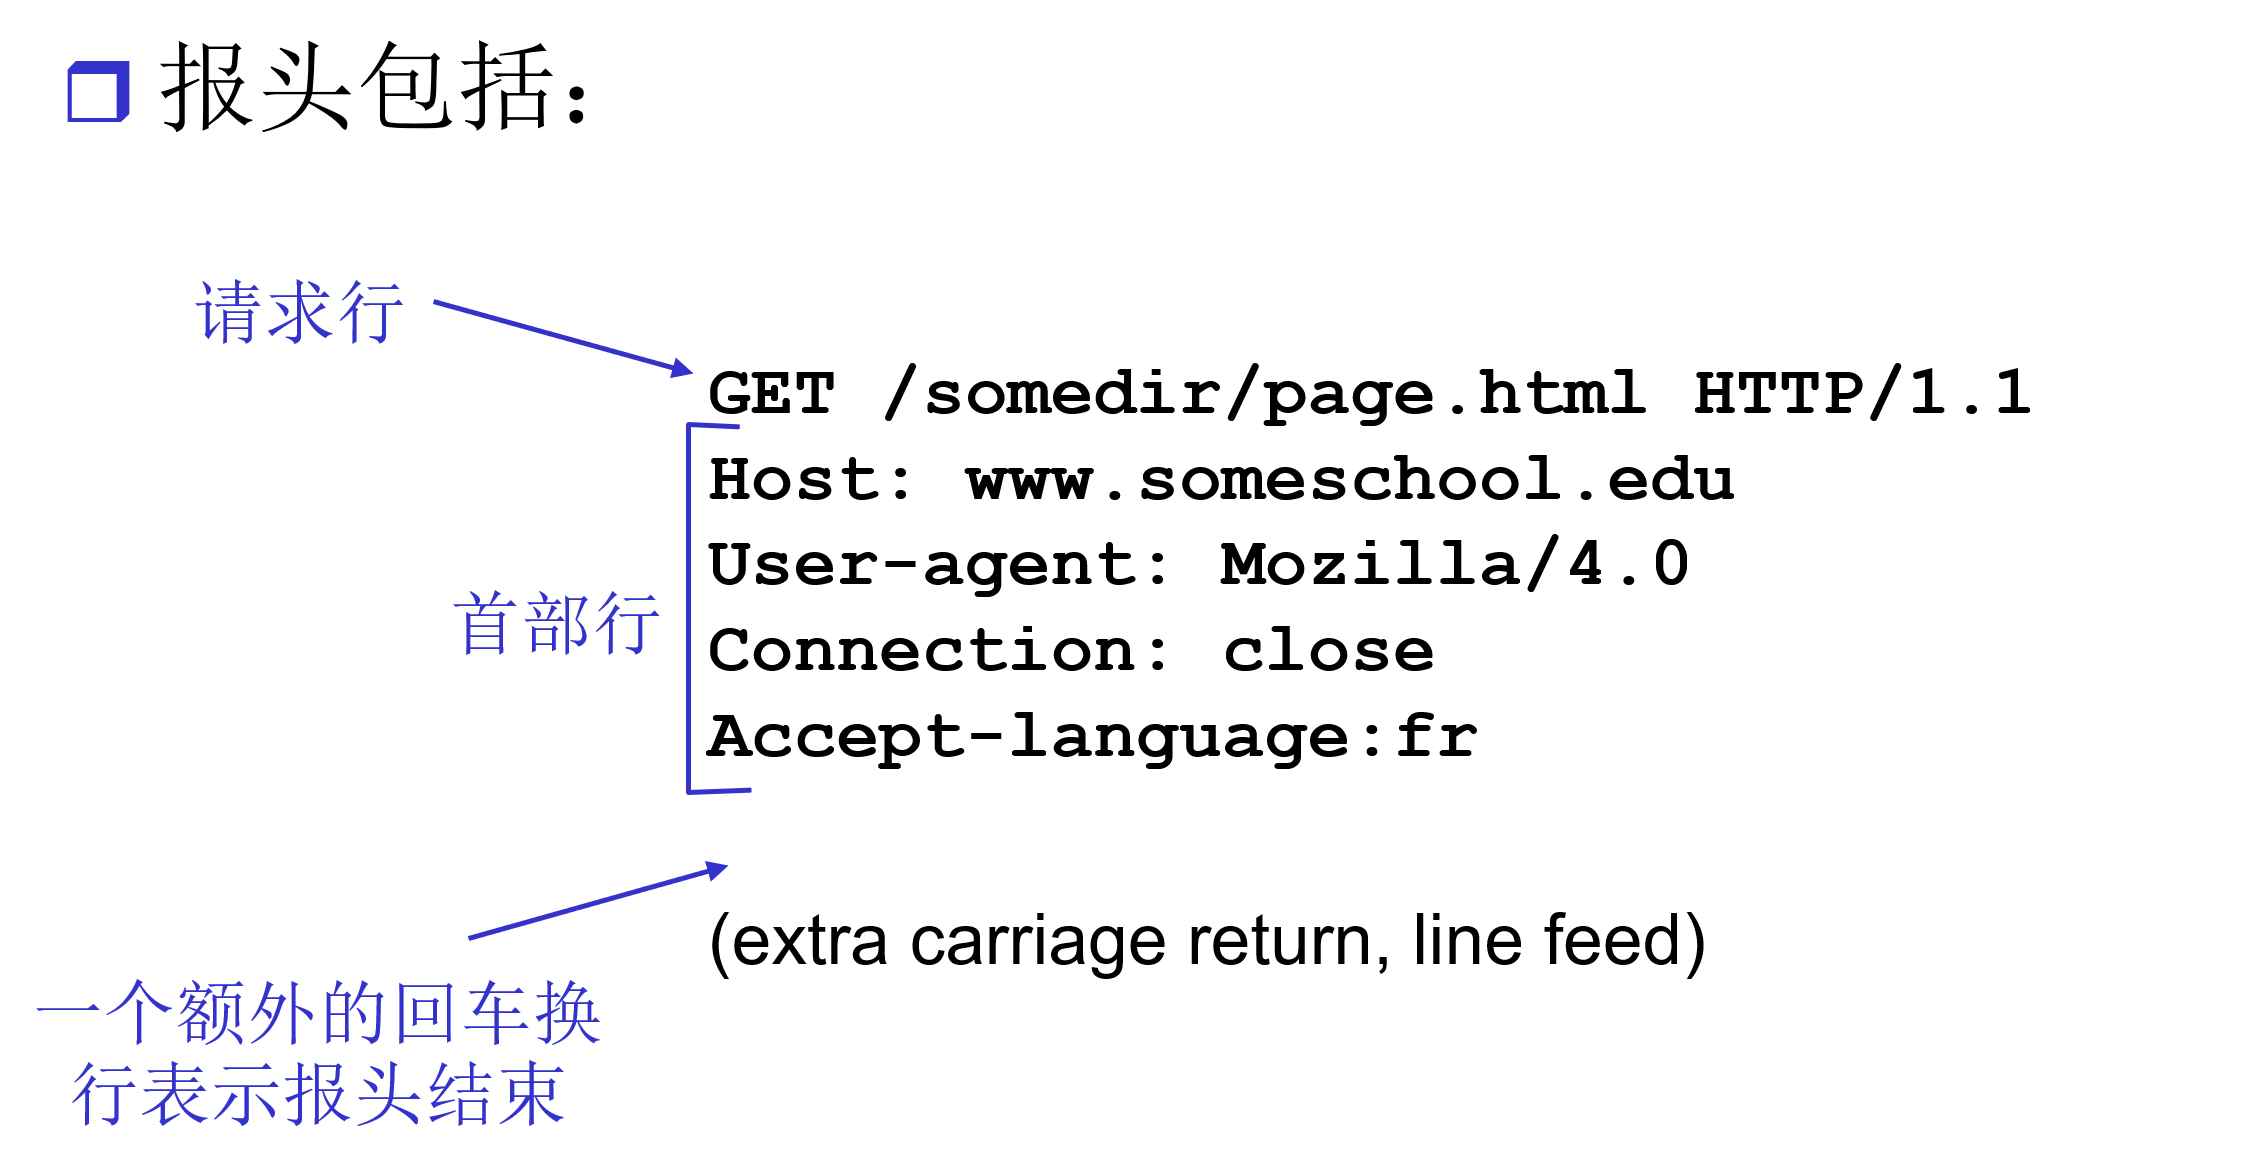 报头包括：
请求行
GET /somedir/page.html HTTP/1.1
Host: www.someschool.edu
User-agent: Mozilla/4.0
首部行
Connection: close
Accept-language:fr
(extra carriage return, line feed)
一个额外的回车换
行表示报头结束